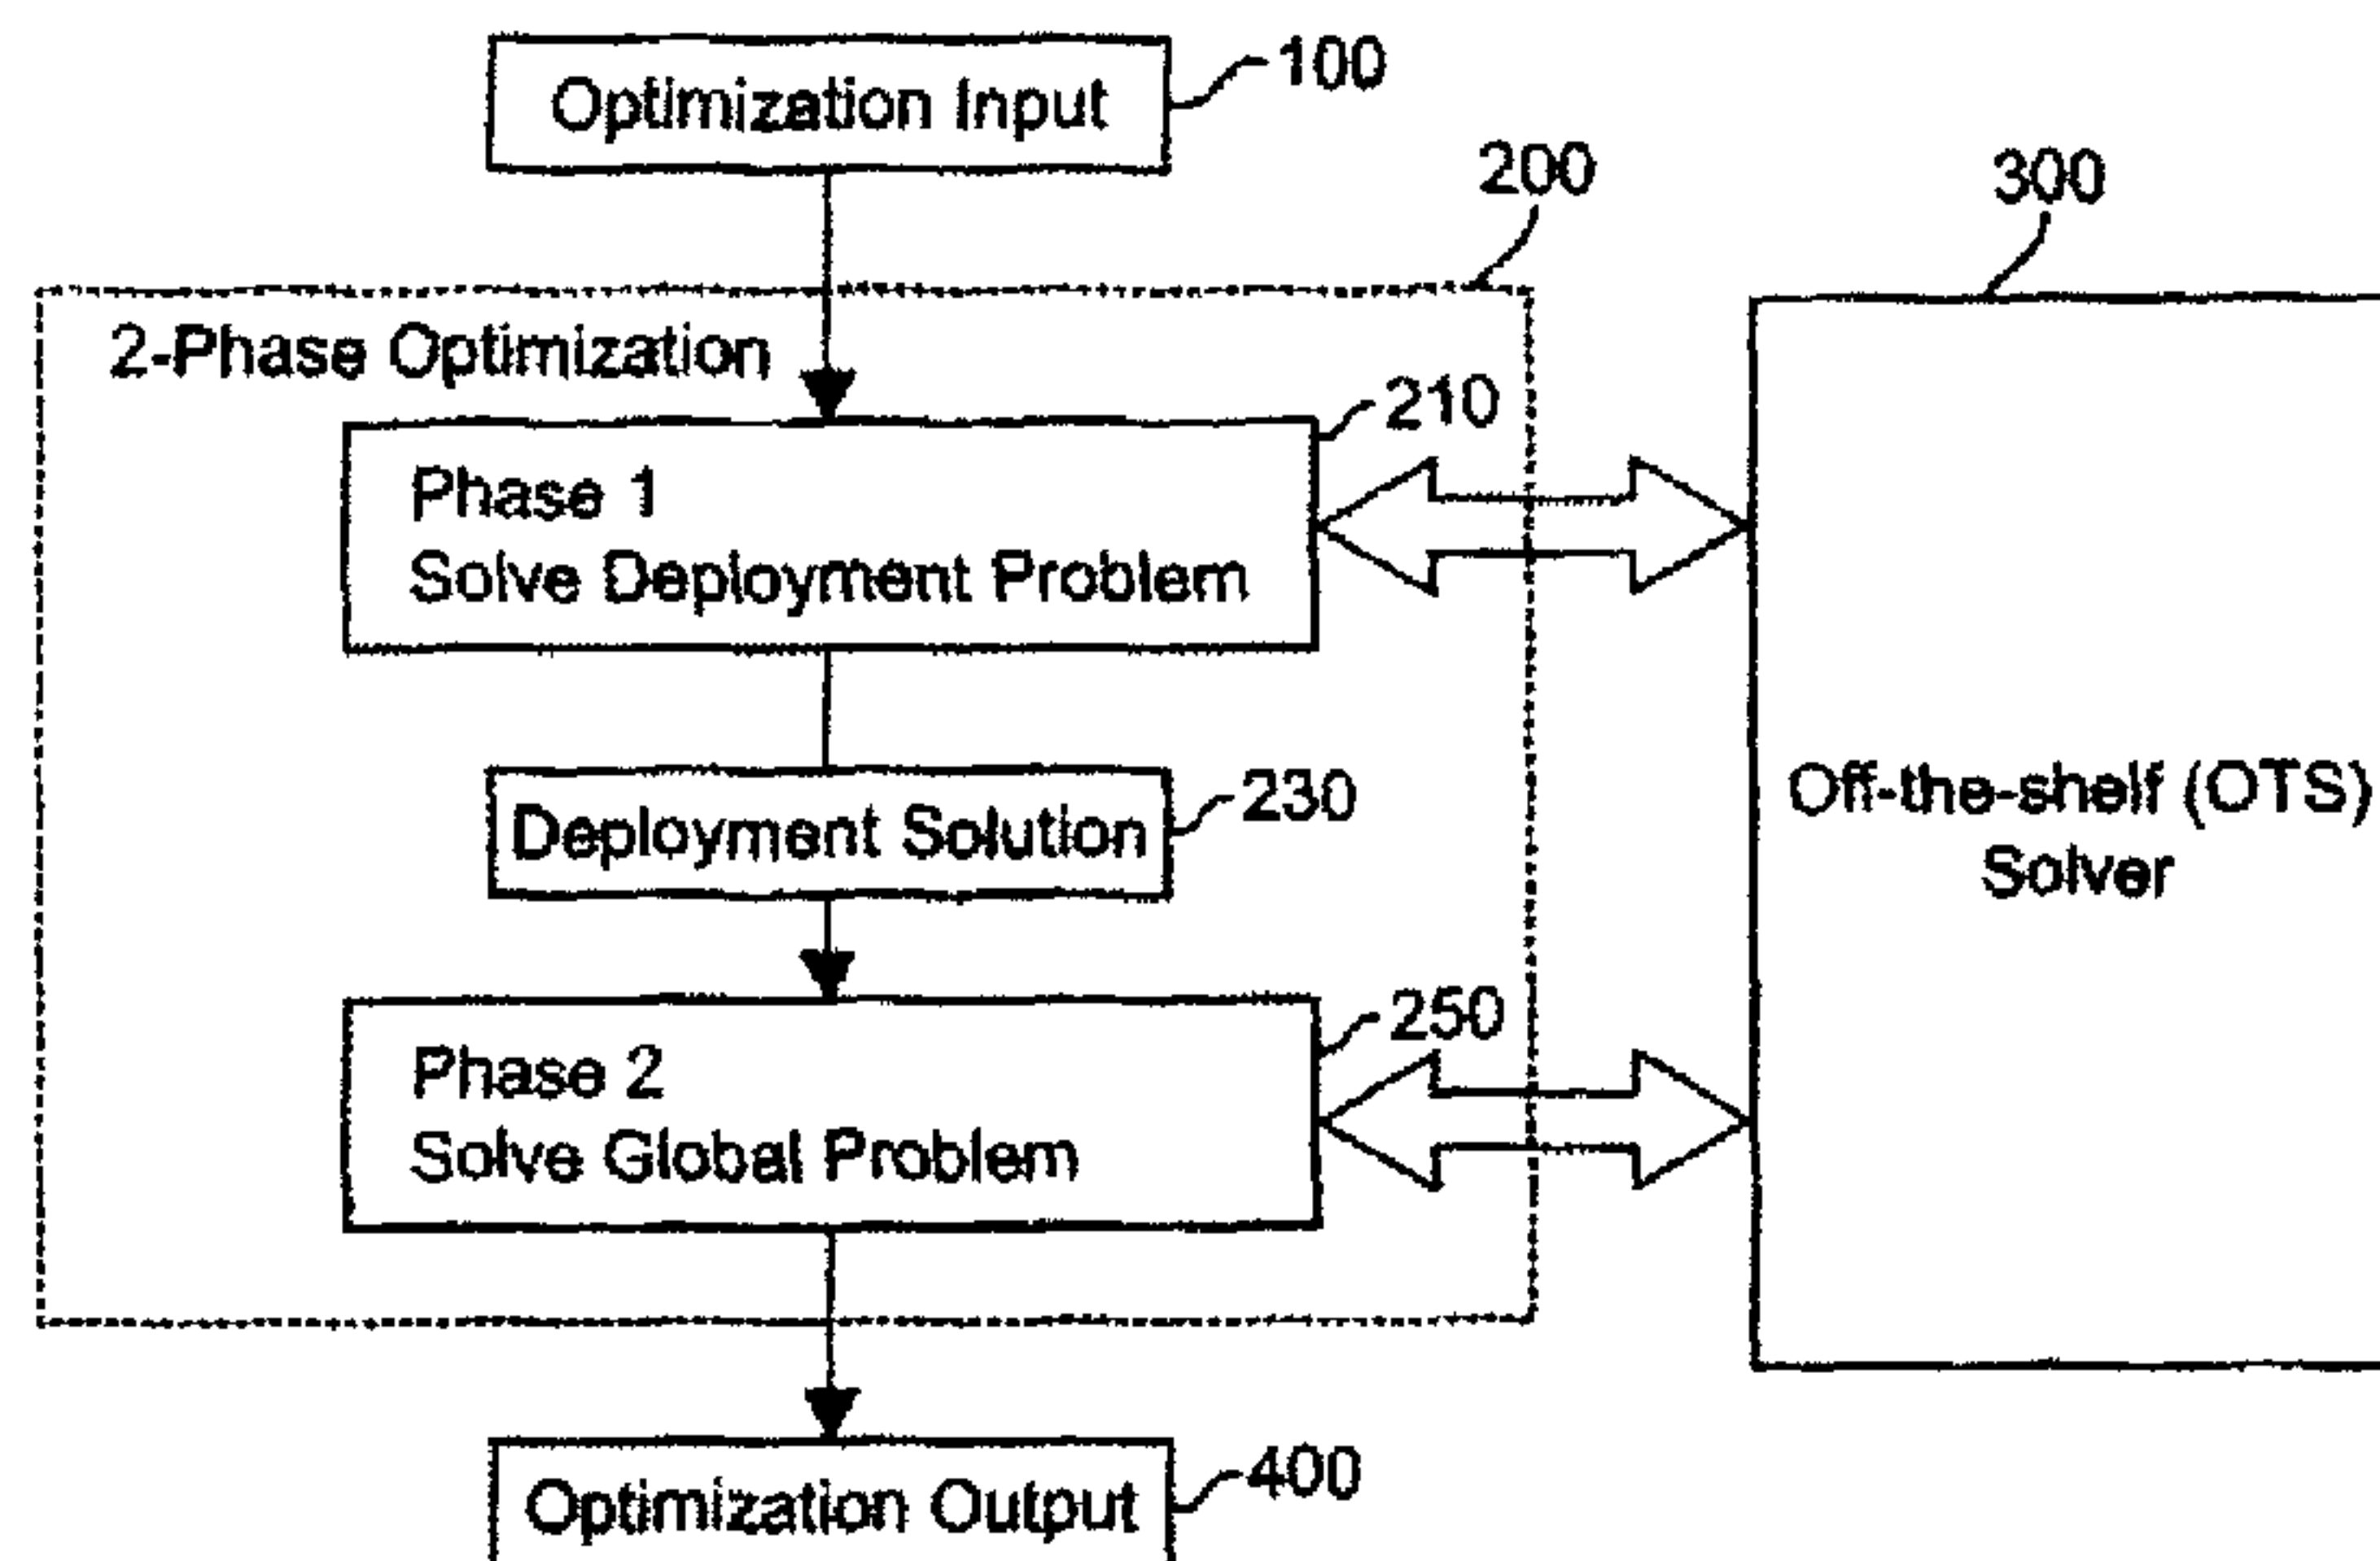 Optimization Input
100
200
300
2-Phase Optimization
210
Phase 1
Solve Deployment Problem
Deployment Solution
230
Off-the-shelf (OTS)
Solver
250
Phase 2
Solve Global Problem
Optimization Output
400